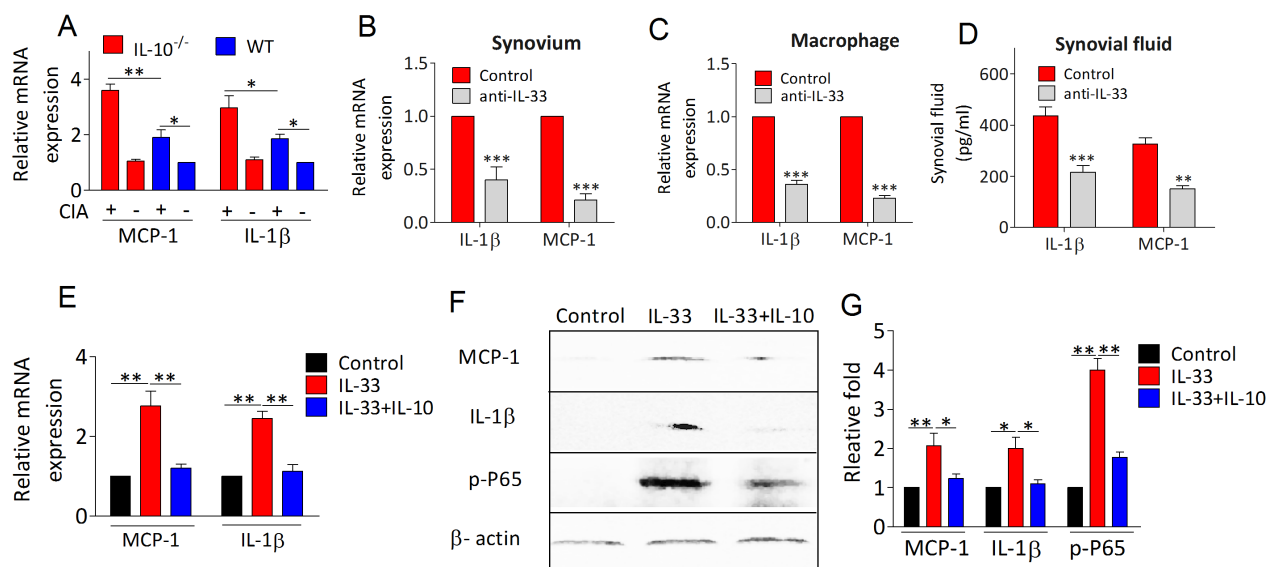 A
IL-10-/- WT
Relative mRNA
expression
4
2
0
** * * *
CIA + - + - + - + -
MCP-1 IL-1β
B
Synovium
Relative mRNA
expression
1.5
1.0
0.5
0.0
Control
anti-IL-33
*** ***
IL-1β MCP-1
C
Macrophage
Relative mRNA
expression
1.5
1.0
0.5
0.0
Control
anti-IL-33
*** ***
IL-1β MCP-1
D
Synovial fluid
Synovial fluid
(pg/ml)
600
400
200
0
Control
anti-IL-33
*** **
IL-1β MCP-1
E
Relative mRNA
expression
4
2
0
** ** ** **
Control
IL-33
IL-33+IL-10
MCP-1 IL-1β
F
Control IL-33 IL-33+IL-10
MCP-1
IL-1β
p-P65
β- actin
G
Rleative fold
5
4
3
2
1
0
** * * * ** **
Control
IL-33
IL-33+IL-10
MCP-1 IL-1β p-P65